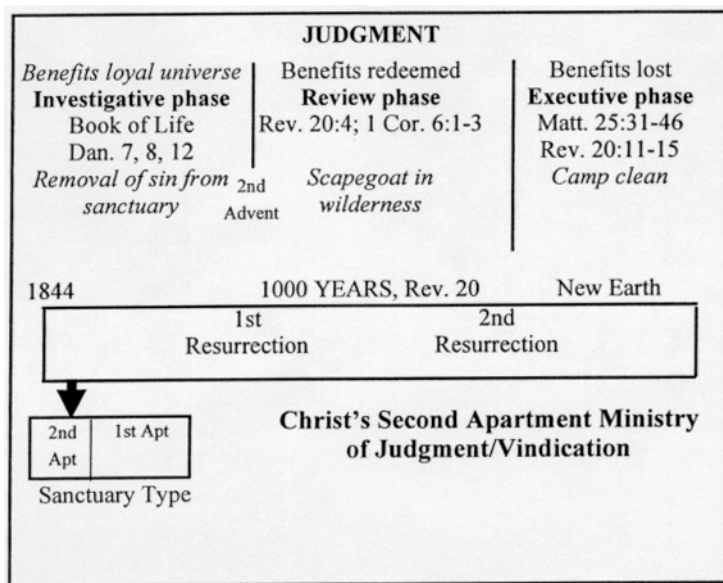 JUDGMENT
Benefits loyal universe
Investigative phase
Book of Life
Dan. 7, 8, 12
Removal of sin from
sanctuary
2nd
Advent
Benefits redeemed
Review phase
Rev. 20:4; 1 Cor. 6:1-3
Scapegoat in
wilderness
Benefits lost
Executive phase
Matt. 25:31-46
Rev. 20:11-15
Camp clean
1844
1000 YEARS, Rev. 20
New Earth
1st
Resurrection
2nd
Resurrection
2nd
Apt
1st Apt
Sanctuary Type
Christ's Second Apartment Ministry
of Judgment/Vindication